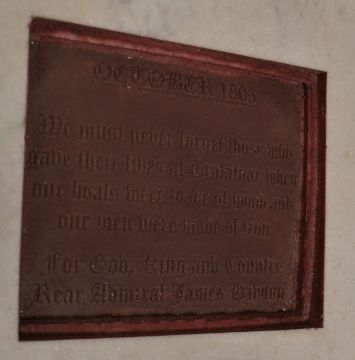 OCTOBER 1805
We must never forget those who
gave their lives at Trafalgar when
our boats were make of wood and
our men were made of iron.
For God, King and Country
Rear Admiral James